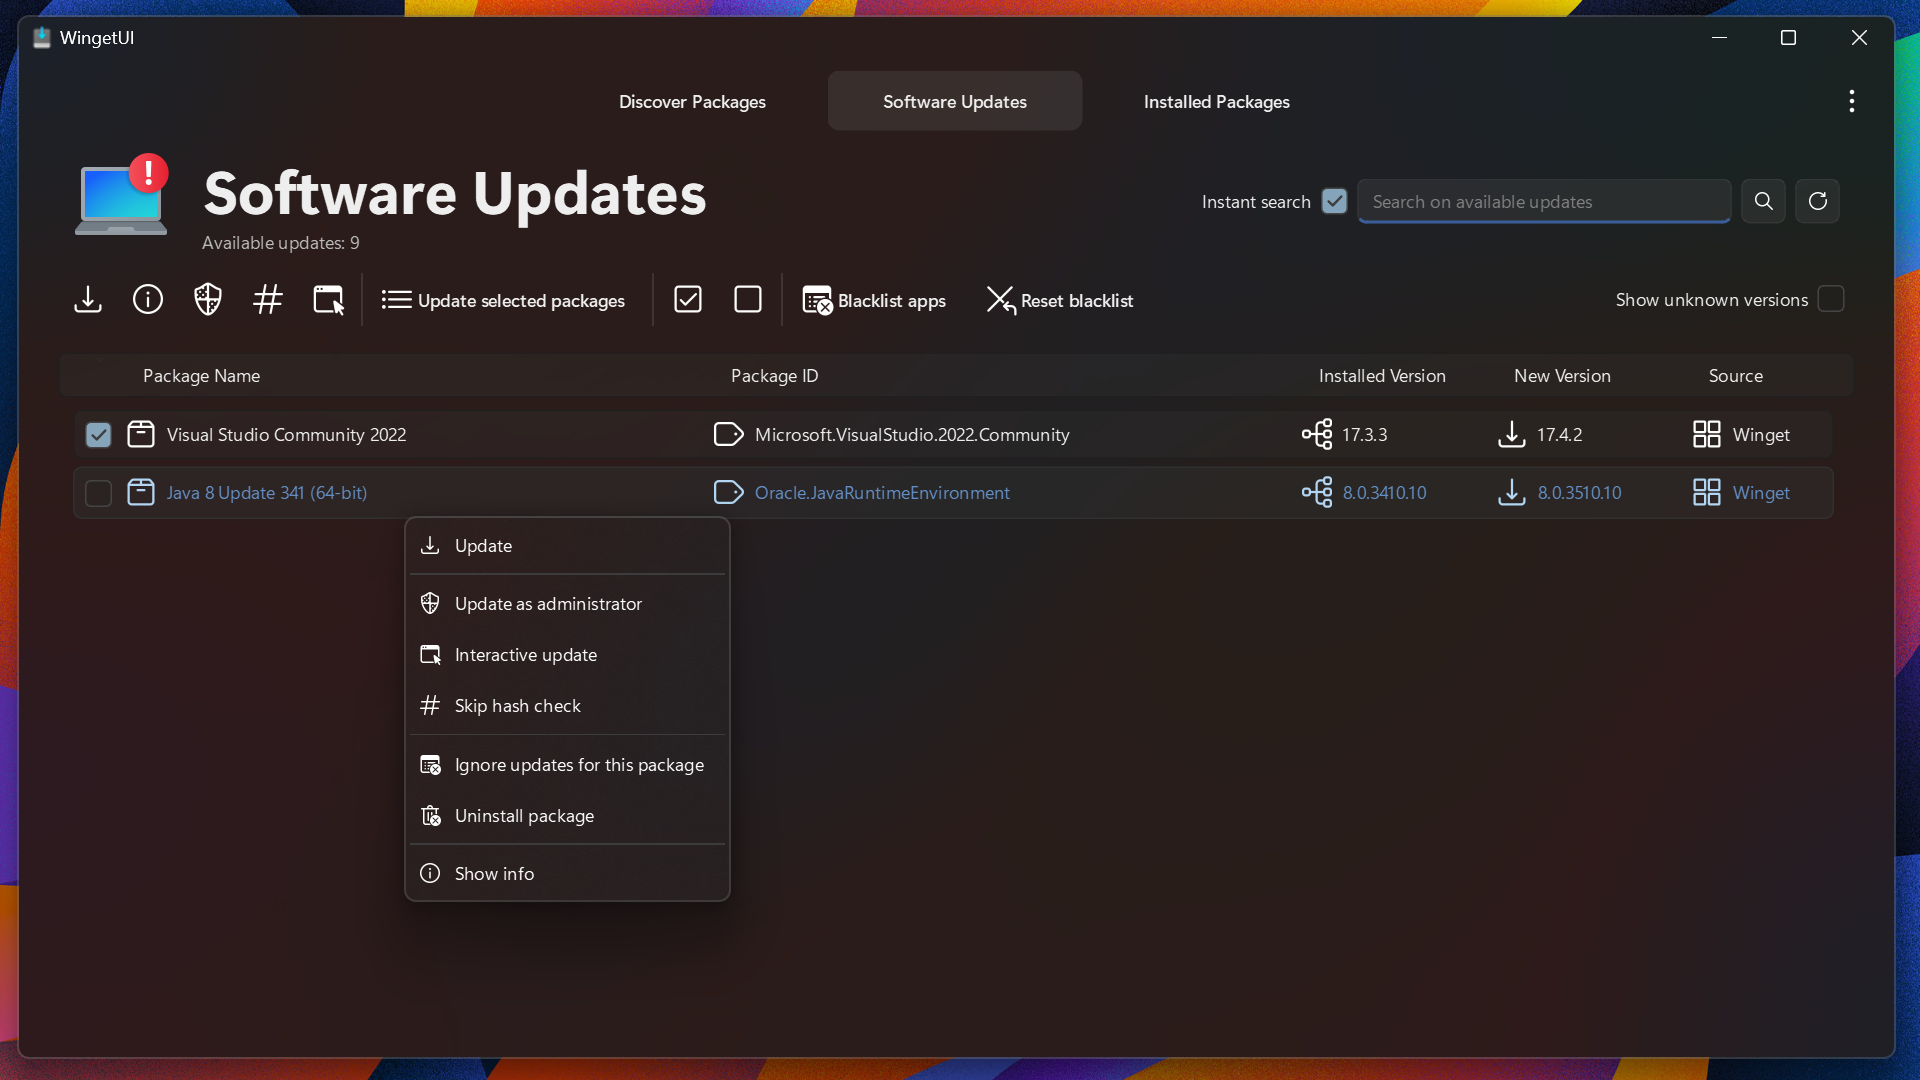 WingetUI
Discover Packages
Software Updates
Installed Packages
Software Updates
Available updates: 9
Instant search
Search on available updates
Update selected packages
Blacklist apps
Reset blacklist
Show unknown versions
Package Name Package ID Installed Version New Version Source
Visual Studio Community 2022 Microsoft.VisualStudio.2022.Community 17.3.3 17.4.2 Winget
Java 8 Update 341 (64-bit) Oracle.JavaRuntimeEnvironment 8.0.3410.10 8.0.3510.10 Winget
Update
Update as administrator
Interactive update
Skip hash check
Ignore updates for this package
Uninstall package
Show info